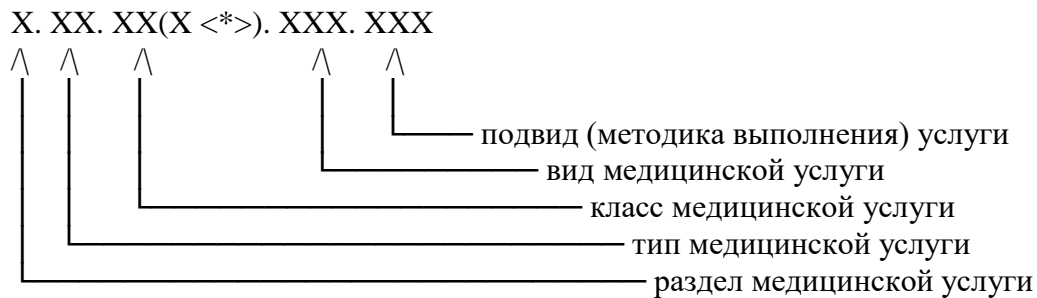 X. XX. XX(X <*>). XXX. XXX
подвид (методика выполнения) услуги
вид медицинской услуги
класс медицинской услуги
тип медицинской услуги
раздел медицинской услуги